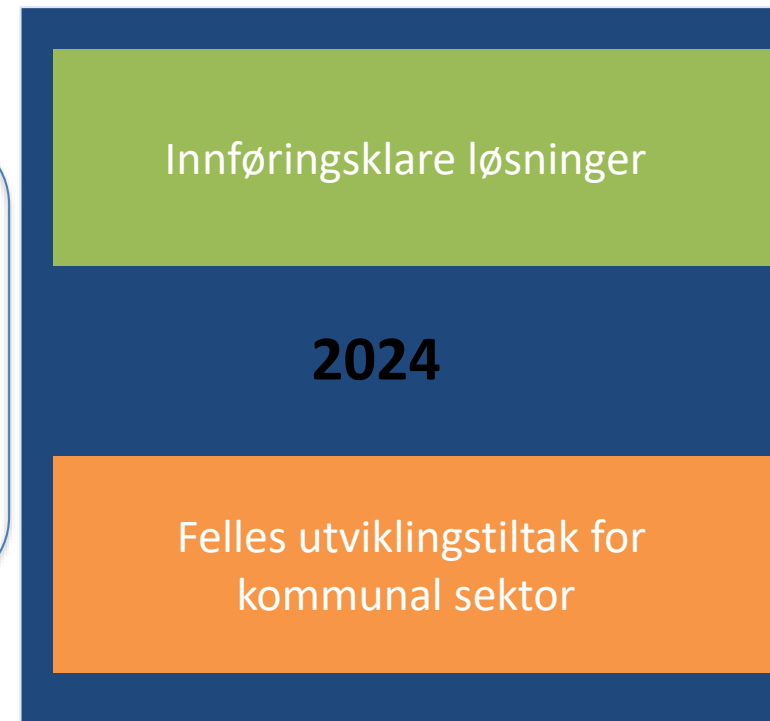 Innføringsklare løsninger
2024
Felles utviklingstiltak for
kommunal sektor